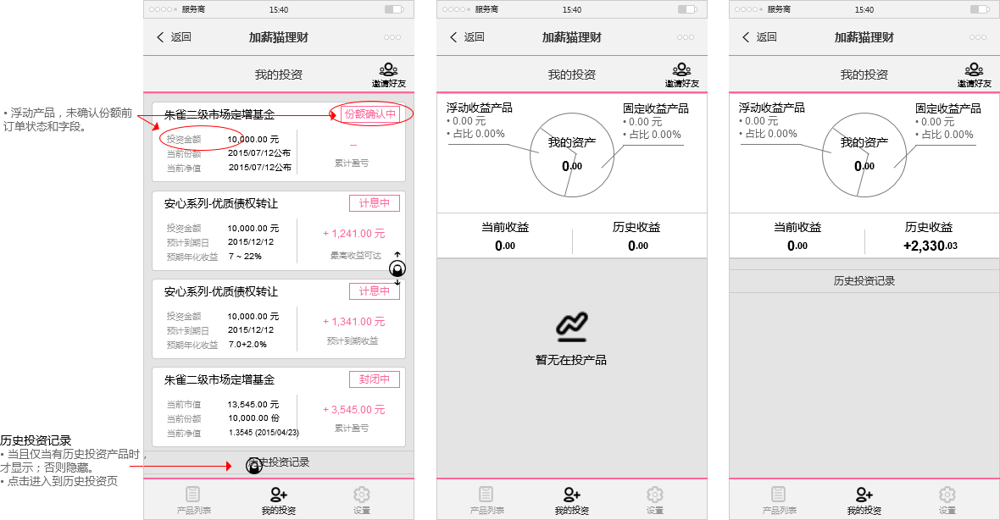 服务商 15:40
返回 加薪猫理财
我的投资 邀请好友
• 浮动产品，未确认份额前
订单状态和字段。
朱雀二级市场定增基金 份额确认中
投资金额 10,000.00 元
当前份额 2015/07/12公布
当前净值 2015/07/12公布
--
累计盈亏
安心系列-优质债权转让 计息中
投资金额 10,000.00 元
预计到期日 2015/12/12
预期年化收益 7 ~ 22%
+ 1,241.00 元
最高收益可达
安心系列-优质债权转让 计息中
投资金额 10,000.00 元
预计到期日 2015/12/12
预期年化收益 7.0+2.0%
+ 1,341.00 元
预计到期收益
朱雀二级市场定增基金 封闭中
当前市值 13,545.00 元
当前份额 10,000.00 份
当前净值 1.3545 (2015/04/23)
+ 3,545.00 元
累计盈亏
历史投资记录
• 当且仅当有历史投资产品时，
才显示；否则隐藏。
• 点击进入到历史投资页
历史投资记录
产品列表 我的投资 设置
服务商 15:40
返回 加薪猫理财
我的投资 邀请好友
浮动收益产品
• 0.00 元
• 占比 0.00%
我的资产
0.00
固定收益产品
• 0.00 元
• 占比 0.00%
当前收益 历史收益
0.00 0.00
暂无在投产品
产品列表 我的投资 设置
服务商 15:40
返回 加薪猫理财
我的投资 邀请好友
浮动收益产品
• 0.00 元
• 占比 0.00%
我的资产
0.00
固定收益产品
• 0.00 元
• 占比 0.00%
当前收益 历史收益
0.00 +2,330.03
历史投资记录
产品列表 我的投资 设置